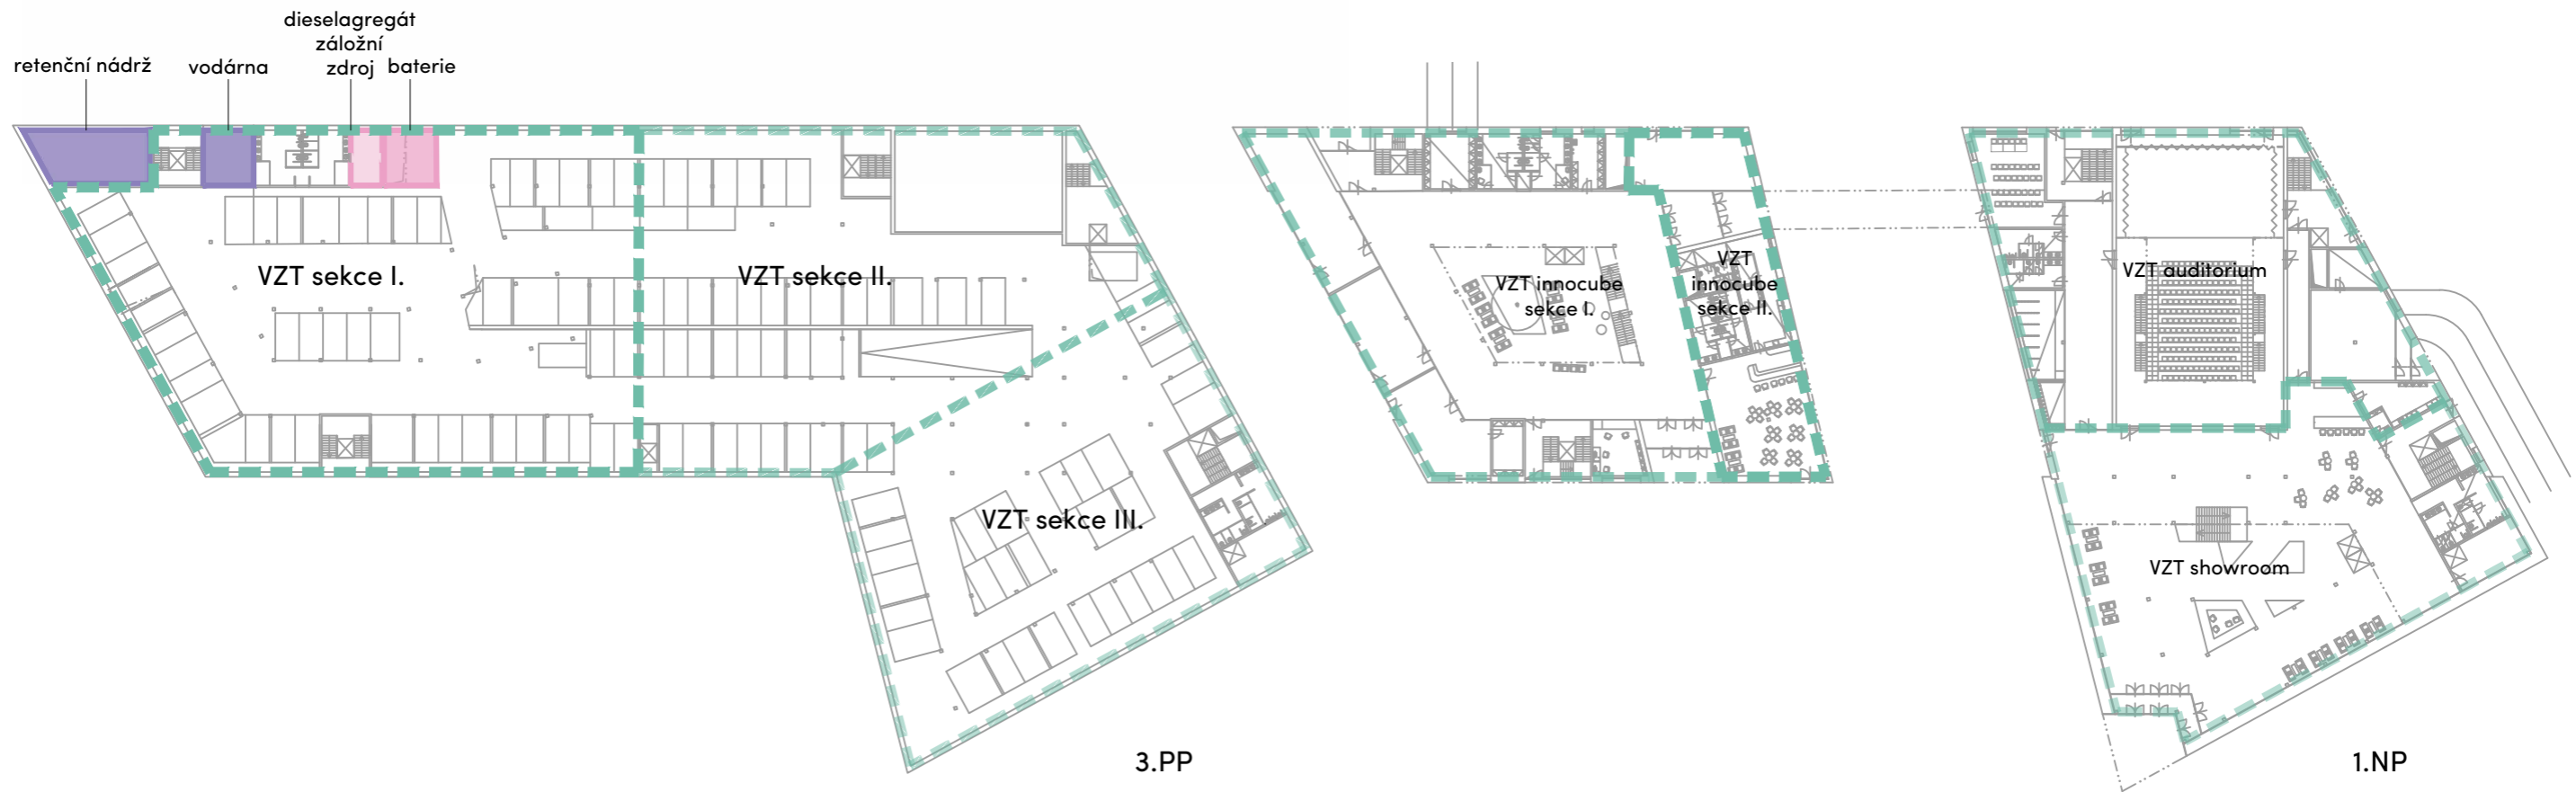 dieselagregát
záložní
zdroj
retenční nádrž
vodárna
baterie
VZT sekce I.
VZT sekce II.
VZT sekce III.
3.PP
VZT innocube
sekce I.
VZT
innocube
sekce II.
VZT auditorium
VZT showroom
1.NP